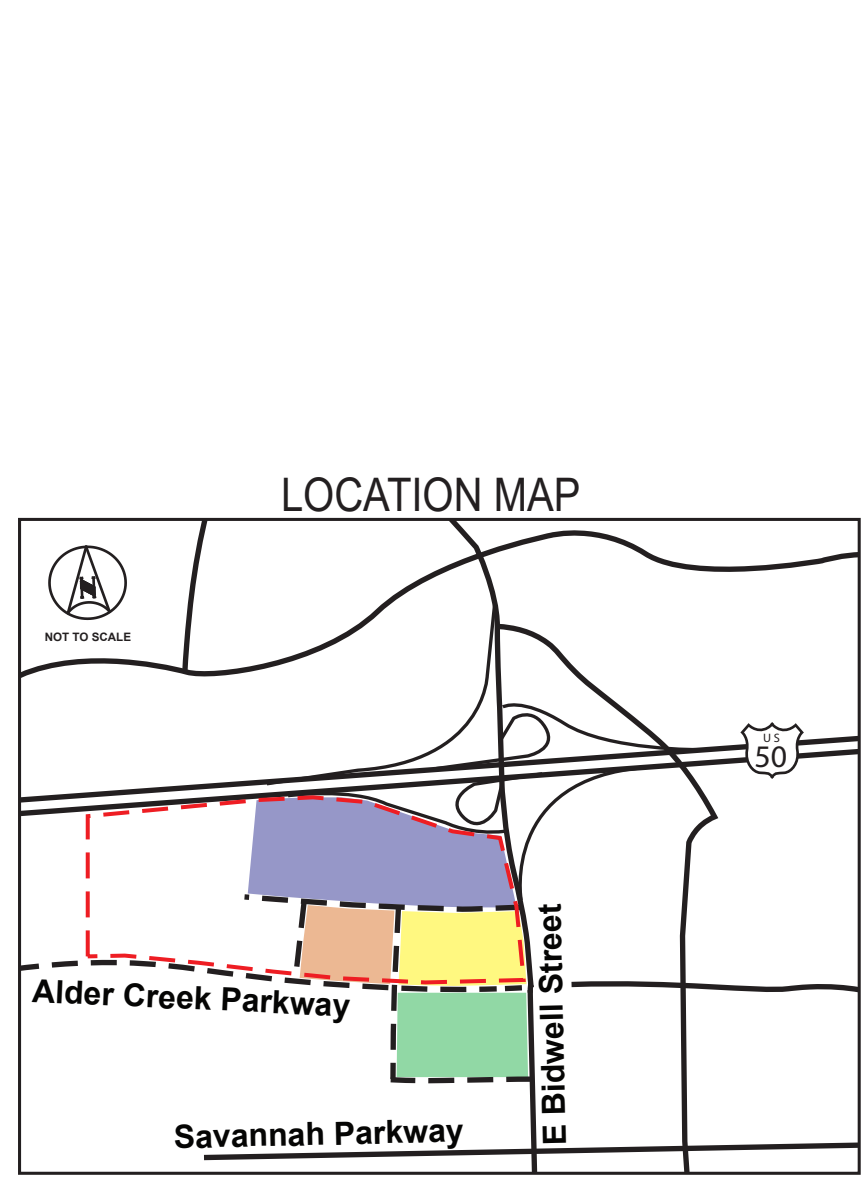 LOCATION MAP
N
NOT TO SCALE
US
50
Alder Creek Parkway
E Bidwell Street
Savannah Parkway